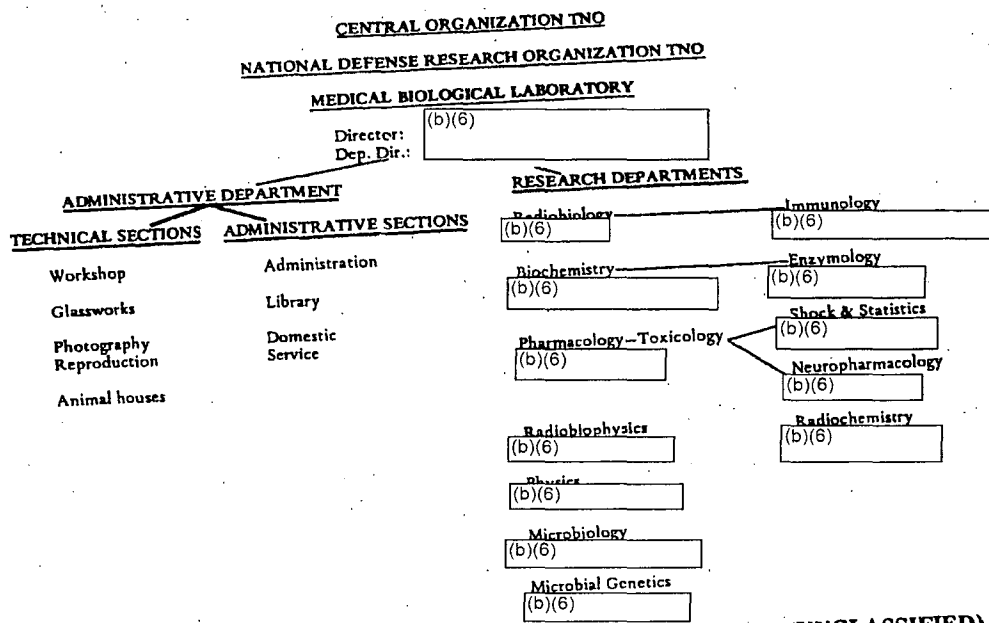 CENTRAL ORGANIZATION TNO
NATIONAL DEFENSE RESEARCH ORGANIZATION TNO
MEDICAL BIOLOGICAL LABORATORY
Director:
Dep. Dir.:
(b)(6)
ADMINISTRATIVE DEPARTMENT
TECHNICAL SECTIONS
Workshop
Glassworks
Photography
Reproduction
Animal houses
ADMINISTRATIVE SECTIONS
Administration
Library
Domestic
Service
RESEARCH DEPARTMENTS
Radiobiology
(b)(6)
Immunology
(b)(6)
Biochemistry
(b)(6)
Enzymology
(b)(6)
Pharmacology-Toxicology
(b)(6)
Shock & Statistics
(b)(6)
Neuropharmacology
(b)(6)
Radiochemistry
(b)(6)
Radiobiophysics
(b)(6)
Physics
(b)(6)
Microbiology
(b)(6)
Microbial Genetics
(b)(6)